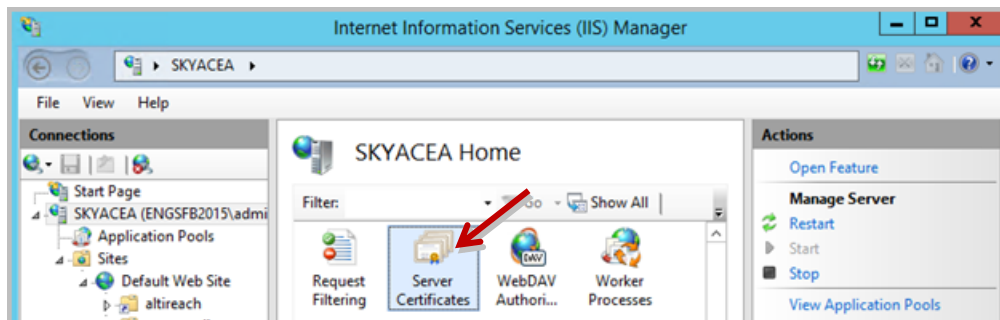 Internet Information Services (IIS) Manager
SKYACEA
File View Help
Connections
Start Page
SKYACEA (ENGSFB2015\admi
Application Pools
Sites
Default Web Site
altireach
SKYACEA Home
Filter:
Go
Show All
Request
Filtering
Server
Certificates
WebDAV
Authori...
Worker
Processes
Actions
Open Feature
Manage Server
Restart
Start
Stop
View Application Pools